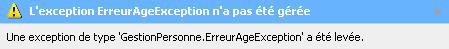 L'exception ErreurAgeException n'a pas été gérée
Une exception de type 'GestionPersonne.ErreurAgeException' a été levée.